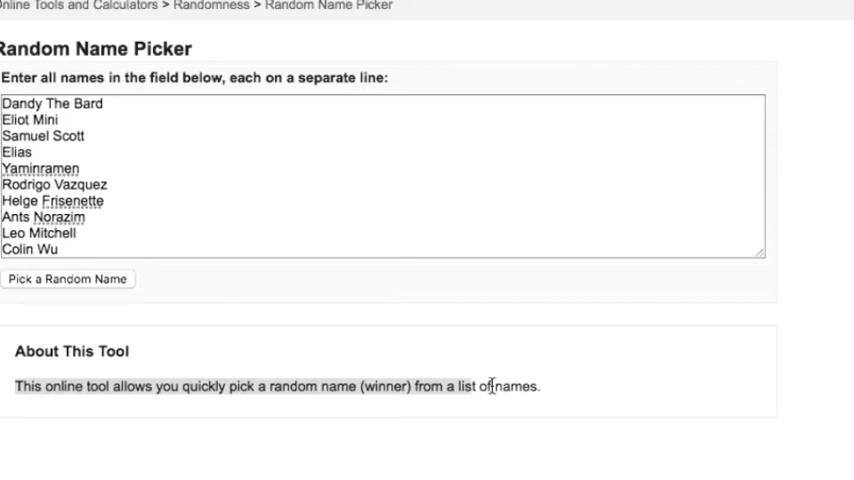 nline Tools and Calculators > Randomness > Random Name Picker
Random Name Picker
Enter all names in the field below, each on a separate line:
Dandy The Bard
Eliot Mini
Samuel Scott
Elias
Yaminramen
Rodrigo Vazquez
Helge Frisenette
Ants Norazim
Leo Mitchell
Colin Wu
Pick a Random Name
About This Tool
This online tool allows you quickly pick a random name (winner) from a list of names.